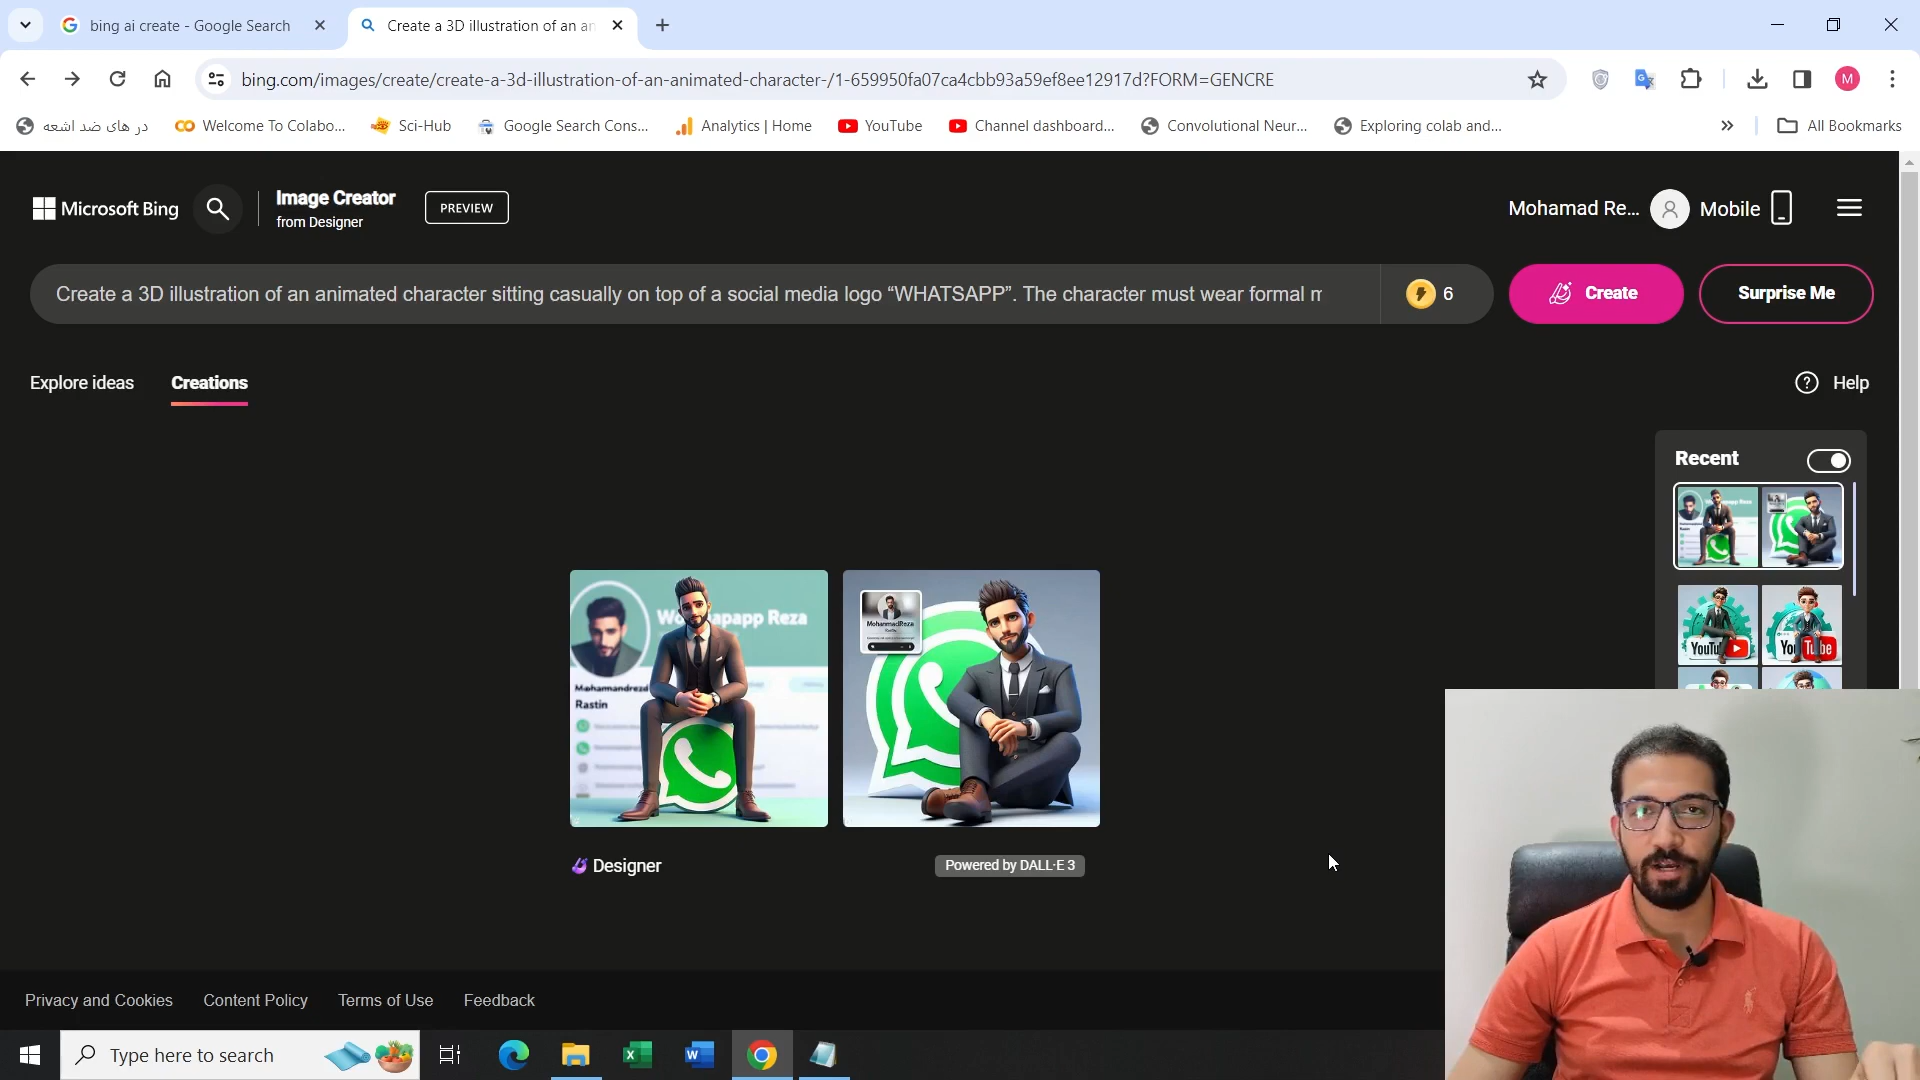 bing ai create - Google Search
Create a 3D illustration of an an
bing.com/images/create/create-a-3d-illustration-of-an-animated-character-/1-659950fa07ca4cbb93a59ef8ee12917d?FORM=GENCRE
M
در های ضد اشعه
Welcome To Colabo...
Sci-Hub
Google Search Cons...
Analytics | Home
YouTube
Channel dashboard...
Convolutional Neur...
Exploring colab and...
All Bookmarks
Microsoft Bing
Image Creator
from Designer
PREVIEW
Mohamad Re...
Mobile
Create a 3D illustration of an animated character sitting casually on top of a social media logo “WHATSAPP”. The character must wear formal m
6
Create
Surprise Me
Explore ideas
Creations
Help
Recent
YouTube
MohanmadReza
papp Reza
Mahamandrezd
Rastin
Designer
Powered by DALL·E 3
Privacy and Cookies
Content Policy
Terms of Use
Feedback
Type here to search